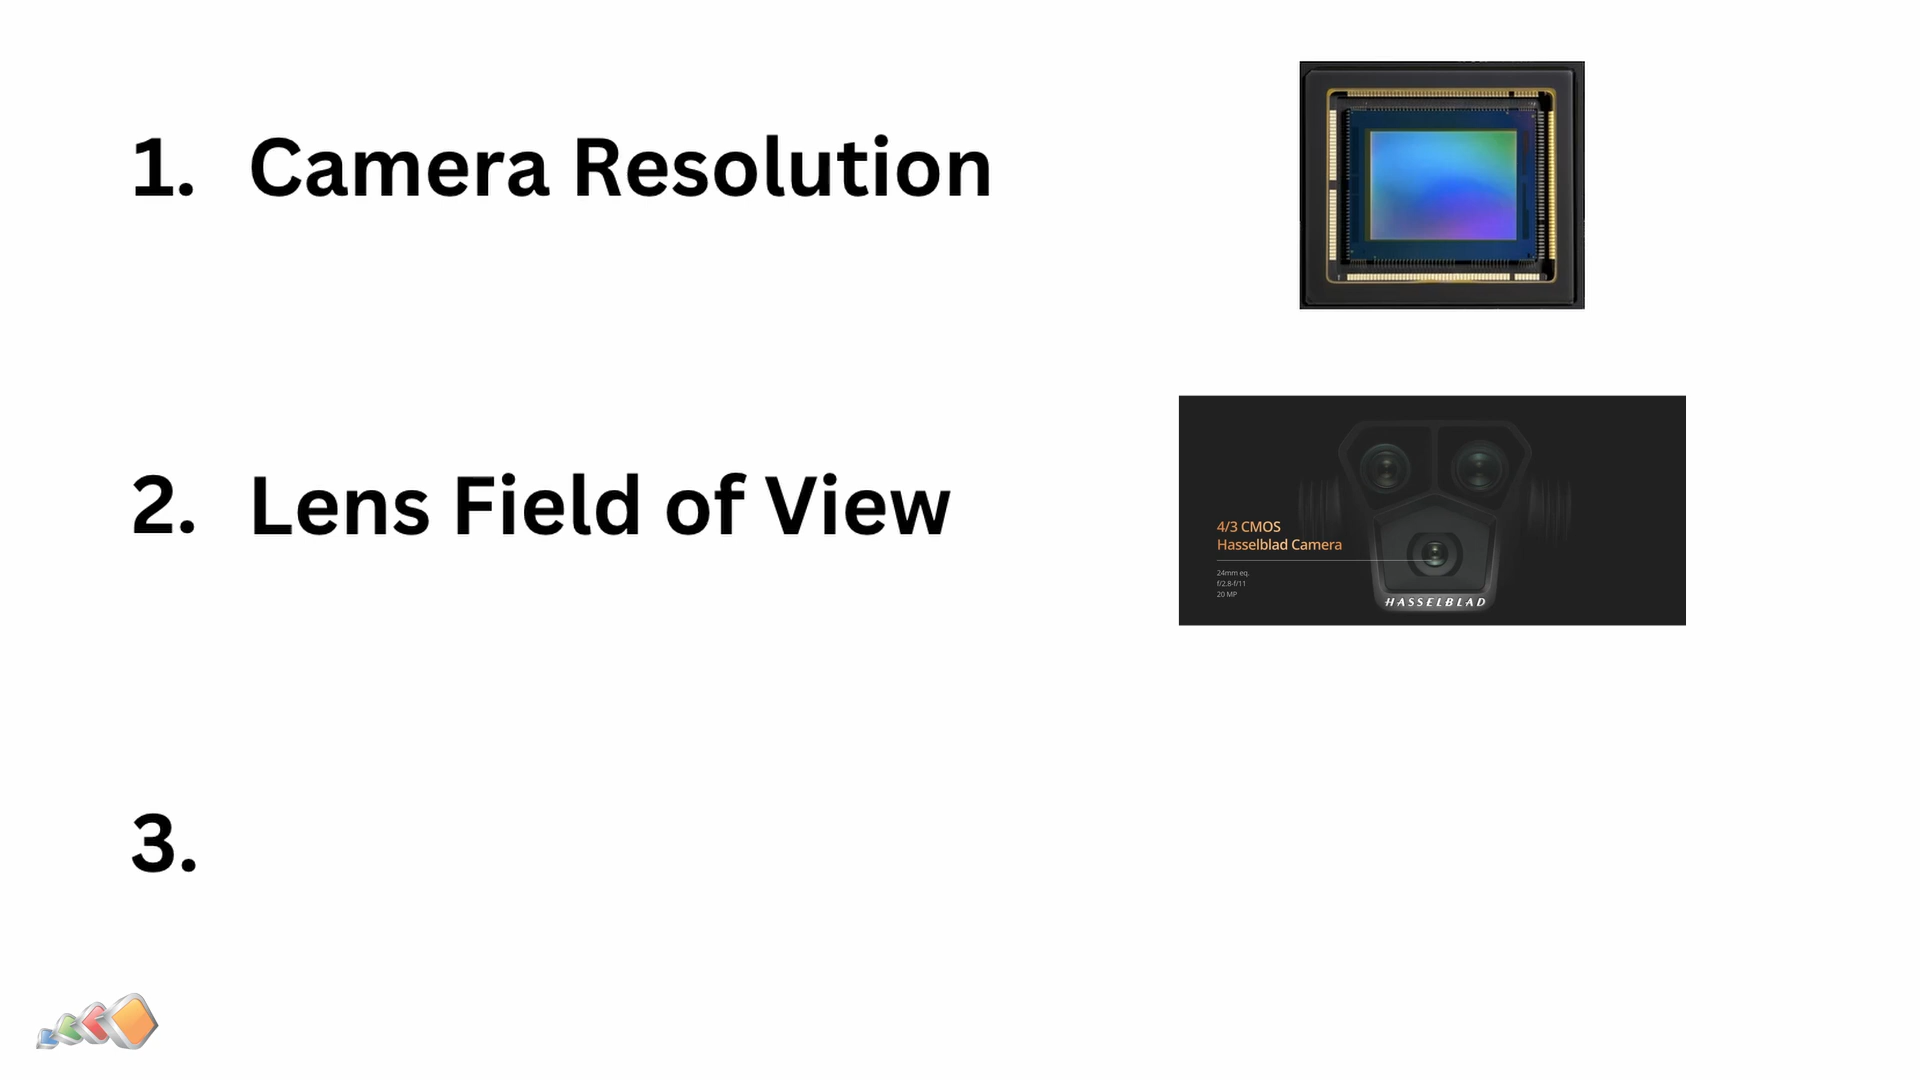 1. Camera Resolution
2. Lens Field of View
4/3 CMOS
Hasselblad Camera
24mm eq.
f/2.8-f/11
20 MP
HASSELBLAD
3.